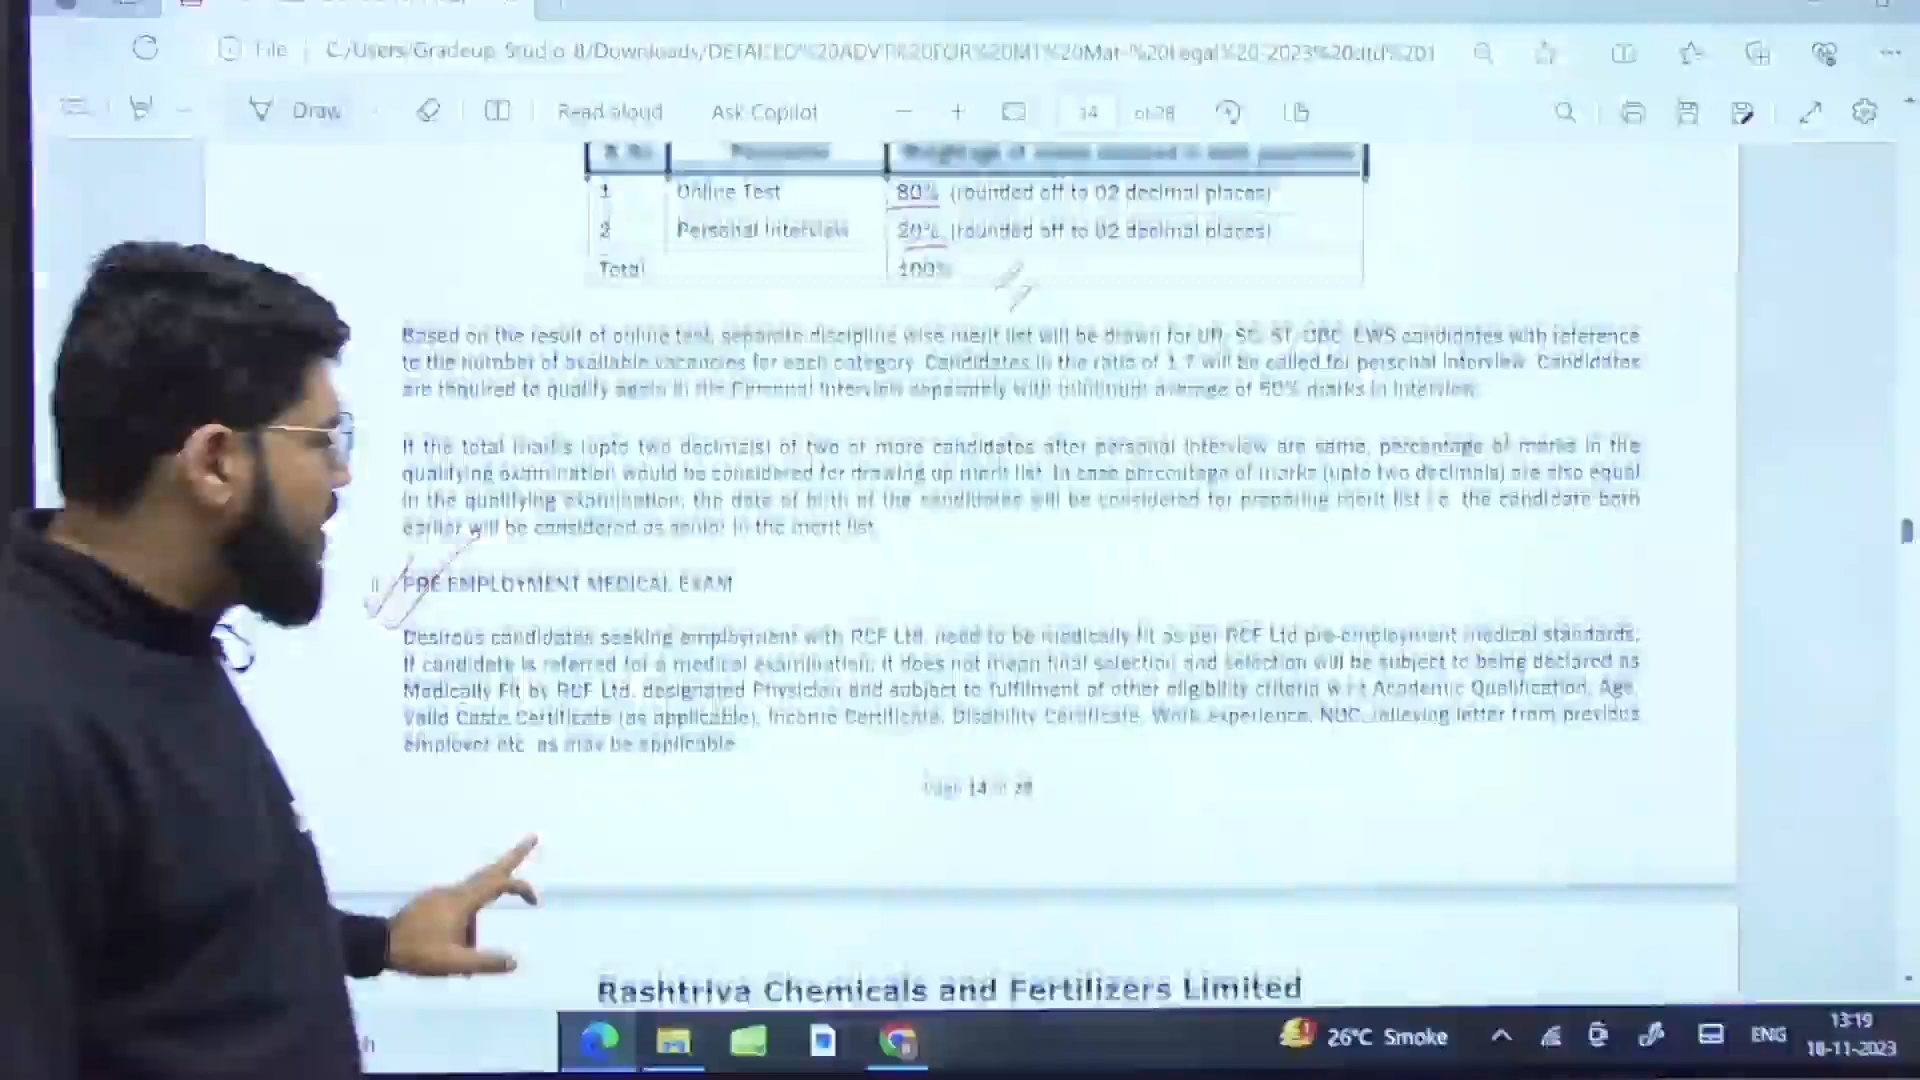 File
C:/Users/Gradeup Studio 8/Downloads/DETAILED%20ADVT%20FOR%20MT%20
Draw
Read aloud
Ask Copilot
14
of 28
1 Online Test 80% (rounded off to 02 decimal places)
2 Personal Interview 20% (rounded off to 02 decimal places)
Total 100%
Based on the result of online test, separate discipline wise merit list will be drawn for UR, SC, ST, OBC, EWS candidates with reference
to the number of available vacancies for each category. Candidates in the ratio of 1:7 will be called for personal interview. Candidates
are required to qualify again in the Personal Interview separately with minimum average of 50% marks in interview.
If the total marks (upto two decimals) of two or more candidates after personal interview are same, percentage of marks in the
qualifying examination would be considered for drawing up merit list. In case percentage of marks (upto two decimals) are also equal
in the qualifying examination, the date of birth of the candidates will be considered for preparing merit list i.e. the candidate born
earlier will be considered as senior in the merit list.
PRE EMPLOYMENT MEDICAL EXAM
Desirous candidates seeking employment with RCF Ltd. need to be medically fit as per RCF Ltd pre-employment medical standards.
If candidate is referred for a medical examination, it does not mean final selection and selection will be subject to being declared as
Medically Fit by RCF Ltd. designated Physician and subject to fulfilment of other eligibility criteria w.r.t Academic Qualification, Age,
Valid Caste Certificate (as applicable), Income Certificate, Disability Certificate, Work experience, NOC, relieving letter from previous
employer etc. as may be applicable
Page 14 of 28
Rashtriya Chemicals and Fertilizers Limited
26°C Smoke
ENG
13:19
18-11-2023